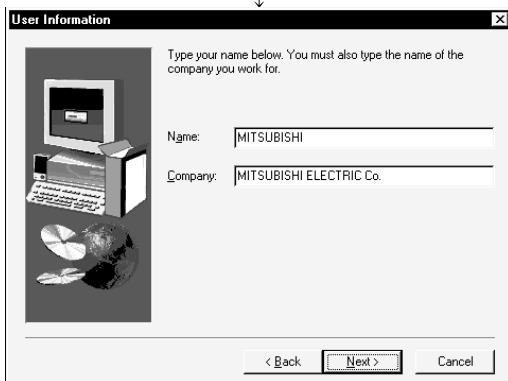 User Information
Type your name below. You must also type the name of the
company you work for.
Name: MITSUBISHI
Company: MITSUBISHI ELECTRIC Co.
< Back Next > Cancel